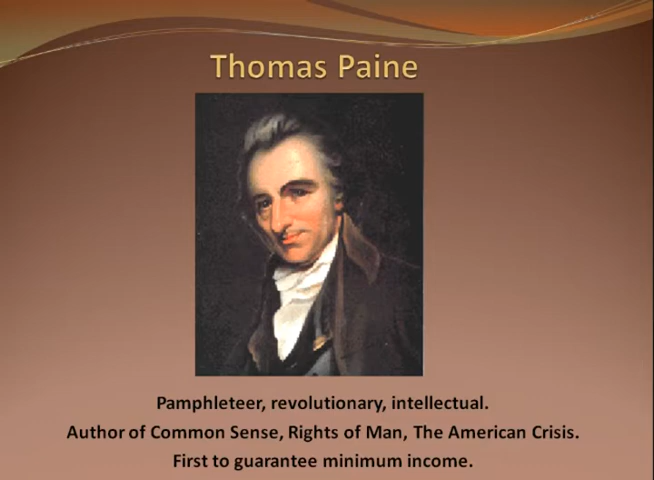 Thomas Paine
Pamphleteer, revolutionary, intellectual.
Author of Common Sense, Rights of Man, The American Crisis.
First to guarantee minimum income.